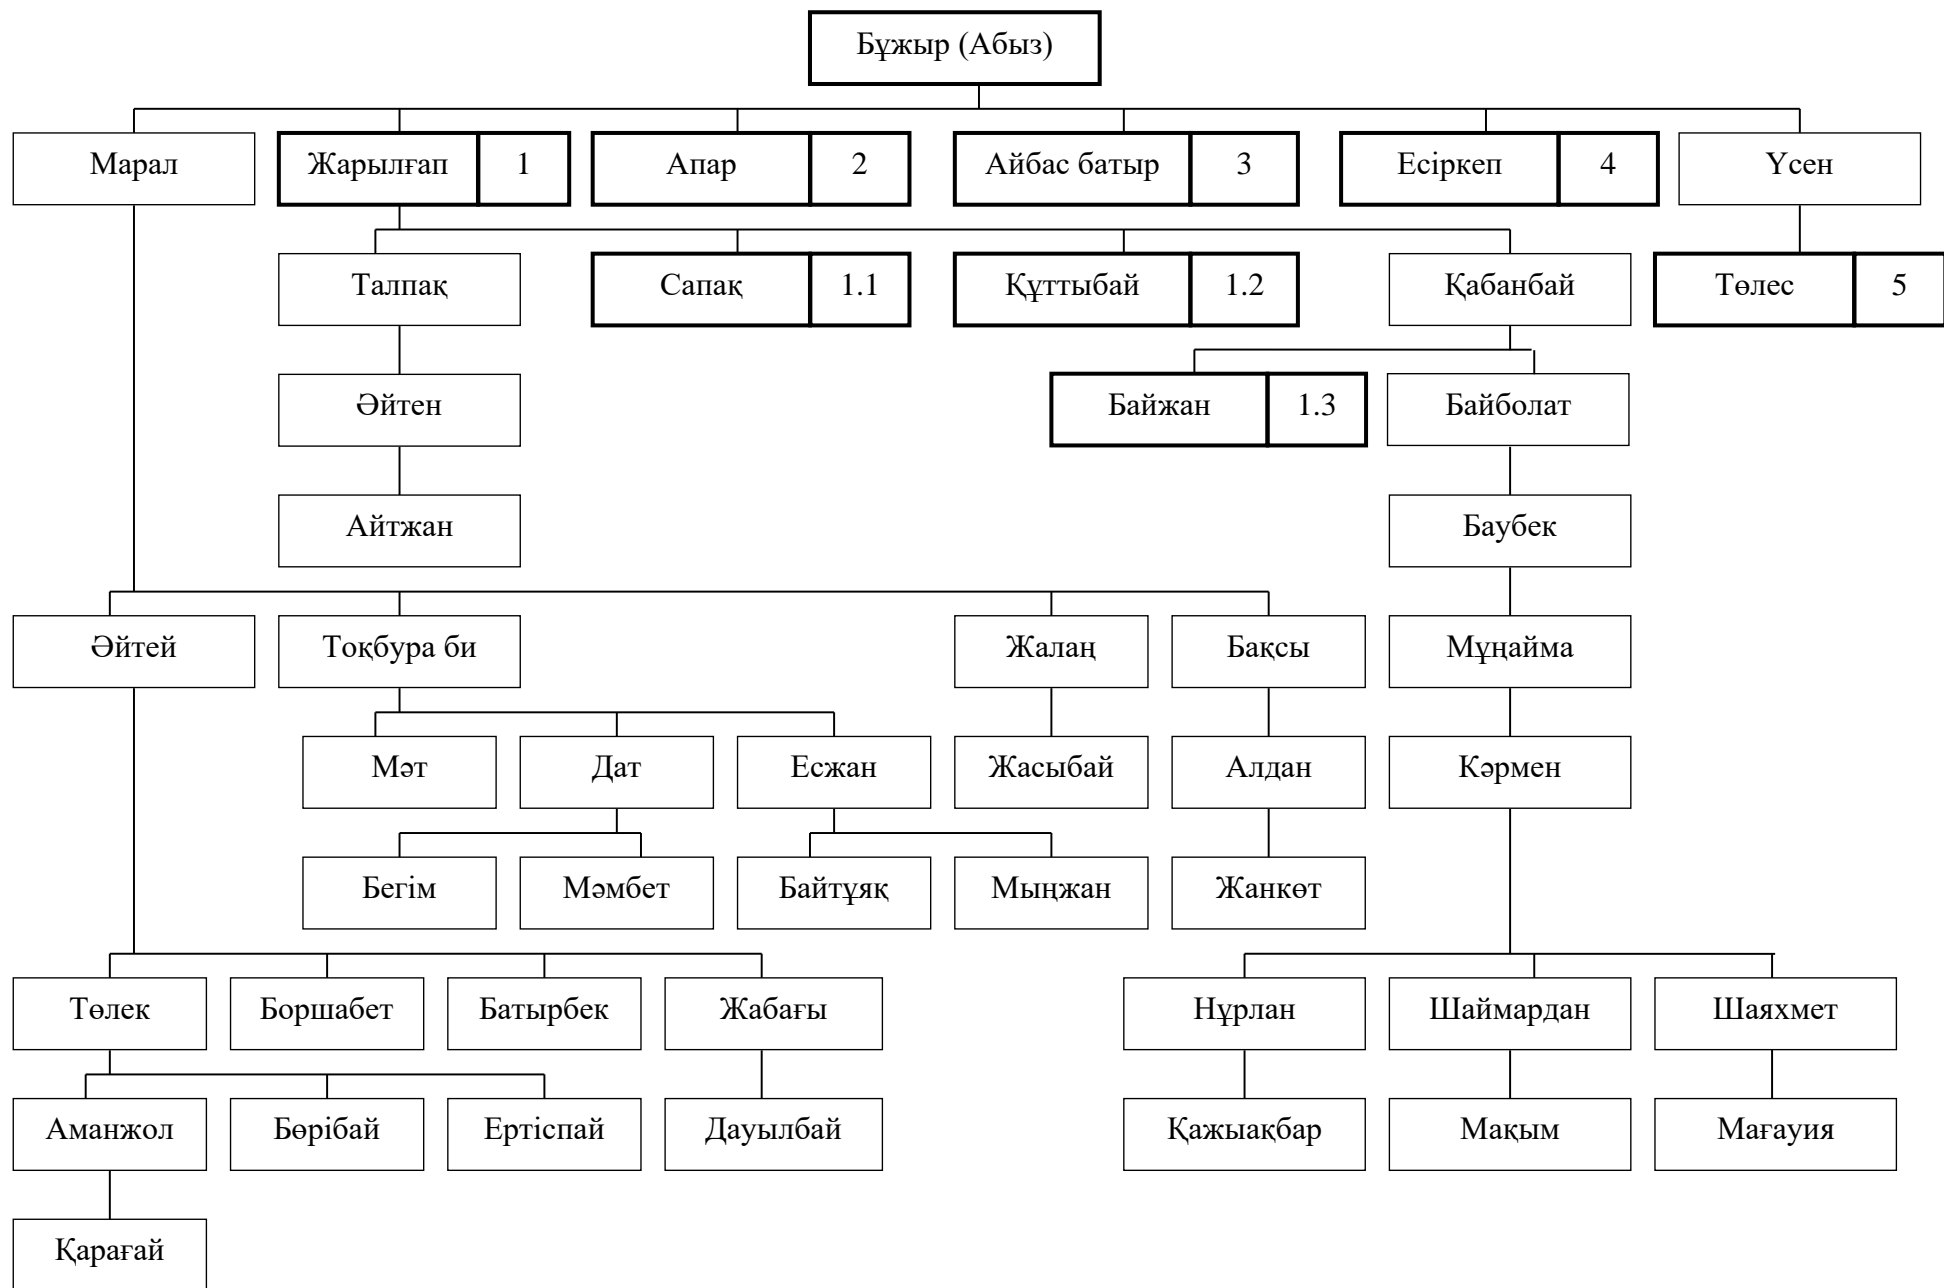 Бұжыр (Абыз)
Марал Жарылғап 1 Апар 2 Айбас батыр 3 Есіркеп 4 Үсен
Талпақ Сапақ 1.1 Құттыбай 1.2 Қабанбай Төлес 5
Әйтен Байжан 1.3 Байболат
Айтжан Баубек
Әйтей Тоқбура би Жалаң Бақсы Мұңайма
Мәт Дат Есжан Жасыбай Алдан Кәрмен
Бегім Мәмбет Байтұяқ Мыңжан Жанкөт
Төлек Боршабет Батырбек Жабағы Нұрлан Шаймардан Шаяхмет
Аманжол Бөрібай Ертіспай Дауылбай Қажыақбар Мақым Мағауия
Қарағай